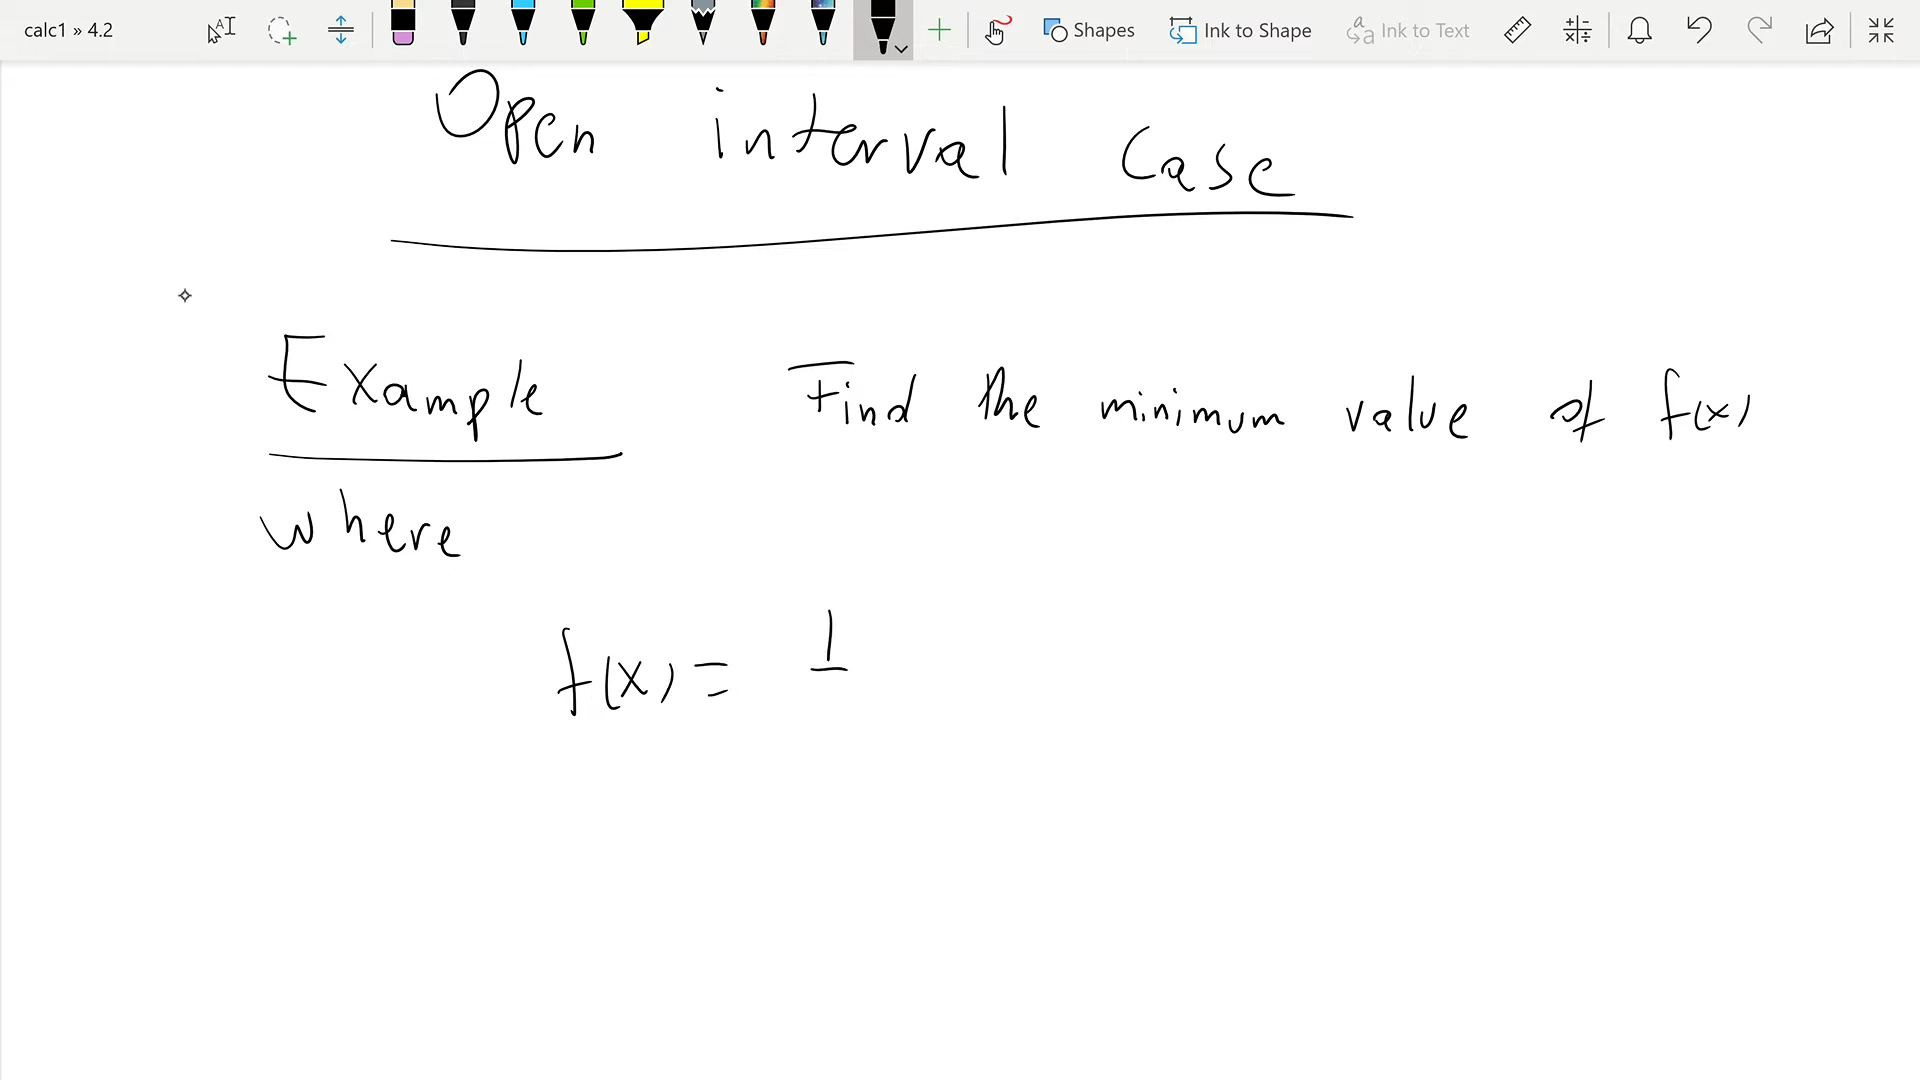 calc1 » 4.2
Shapes
Ink to Shape
Ink to Text
Open interval Case
Example Find the minimum value of f(x)
where
f(x) = 1